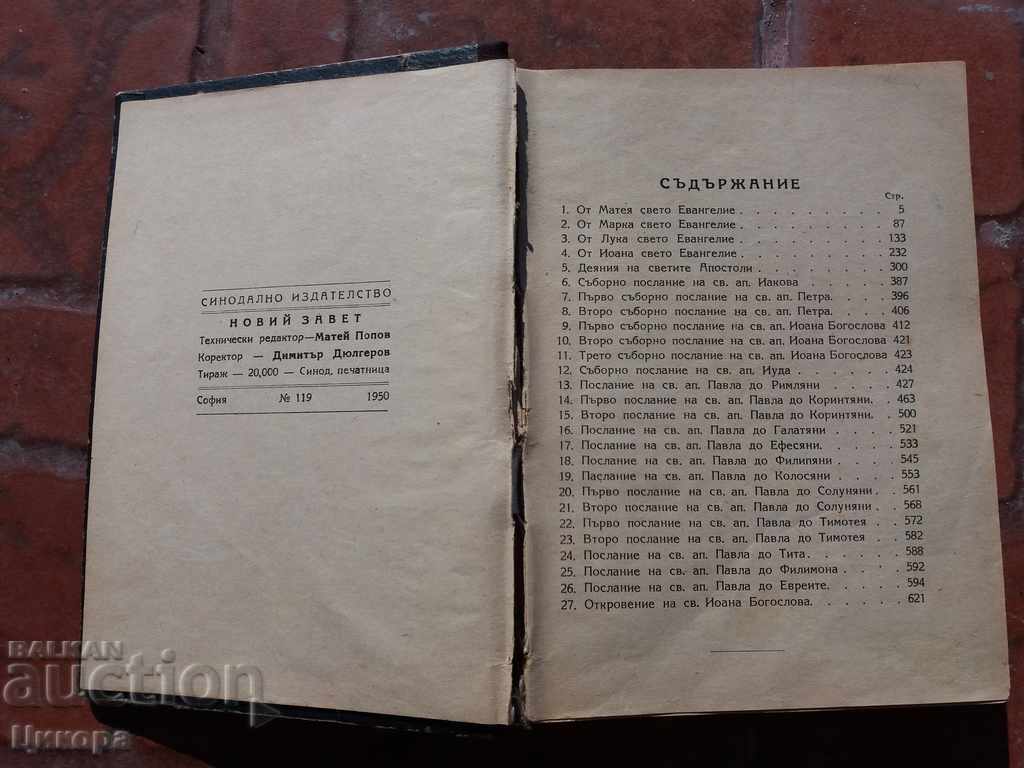 СИНОДАЛНО ИЗДАТЕЛСТВО
НОВИЙ ЗАВЕТ
Технически редактор—Матей Попов
Коректор — Димитър Дюлгеров
Тираж — 20,000 — Синод. печатница
София № 119 1950
СЪДЪРЖАНИЕ
Стр.
1. От Матея свето Евангелие . . . . . . . . . 5
2. От Марка свето Евангелие . . . . . . . . . 87
3. От Лука свето Евангелие . . . . . . . . . 133
4. От Иоана свето Евангелие . . . . . . . . . 232
5. Деяния на светите Апостоли . . . . . . . . 300
6. Съборно послание на св. ап. Иакова . . . . . 387
7. Първо съборно послание на св. ап. Петра. . . . 396
8. Второ съборно послание на св. ап. Петра. . . . 406
9. Първо съборно послание на св. ап. Иоана Богослова 412
10. Второ съборно послание на св. ап. Иоана Богослова 421
11. Трето съборно послание на св. ап. Иоана Богослова 423
12. Съборно послание на св. ап. Иуда . . . . . . 424
13. Послание на св. ап. Павла до Римляни . . . . 427
14. Първо послание на св. ап. Павла до Коринтяни. . 463
15. Второ послание на св. ап. Павла до Коринтяни. . 500
16. Послание на св. ап. Павла до Галатяни . . . . 521
17. Послание на св. ап. Павла до Ефесяни. . . . . 533
18. Послание на св. ап. Павла до Филипяни . . . . 545
19. Паслание на св. ап. Павла до Колосяни . . . . 553
20. Първо послание на св. ап. Павла до Солуняни . . 561
21. Второ послание на св. ап. Павла до Солуняни . . 568
22. Първо послание на св. ап. Павла до Тимотея . . 572
23. Второ послание на св. ап. Павла до Тимотея . . 582
24. Послание на св. ап. Павла до Тита. . . . . . 588
25. Послание на св. ап. Павла до Филимона . . . . 592
26. Послание на св. ап. Павла до Евреите. . . . . 594
27. Откровение на св. Иоана Богослова. . . . . . 621
BALKAN
auction
Цикора